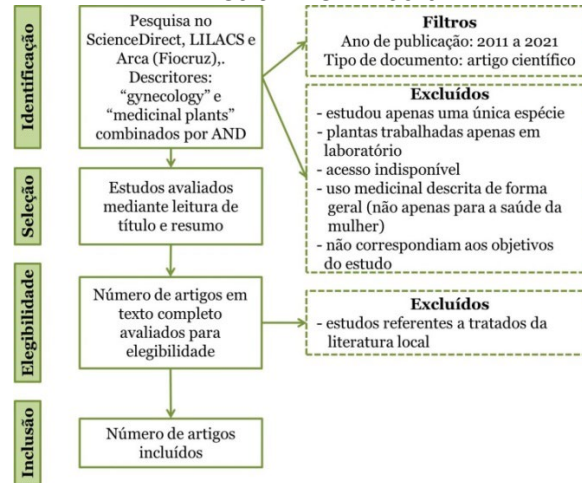 Identificação
Pesquisa no
ScienceDirect, LILACS e
Arca (Fiocruz),.
Descritores:
“gynecology” e
“medicinal plants”
combinados por AND
Filtros
Ano de publicação: 2011 a 2021
Tipo de documento: artigo científico
Excluídos
- estudou apenas uma única espécie
- plantas trabalhadas apenas em
laboratório
- acesso indisponível
- uso medicinal descrita de forma
geral (não apenas para a saúde da
mulher)
- não correspondiam aos objetivos
do estudo
Seleção
Estudos avaliados
mediante leitura de
título e resumo
Elegibilidade
Número de artigos em
texto completo
avaliados para
elegibilidade
Excluídos
- estudos referentes a tratados da
literatura local
Inclusão
Número de artigos
incluídos